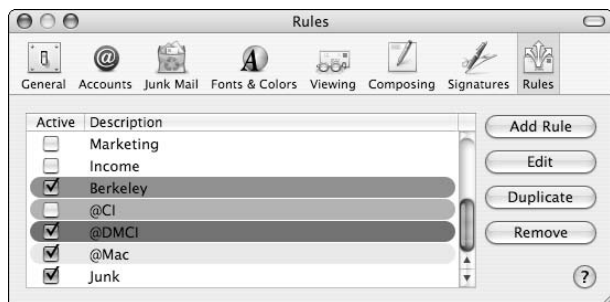 Rules
General Accounts Junk Mail Fonts & Colors Viewing Composing Signatures Rules
Active Description
Marketing
Income
Berkeley
@CI
@DMCI
@Mac
Junk
Add Rule
Edit
Duplicate
Remove
?